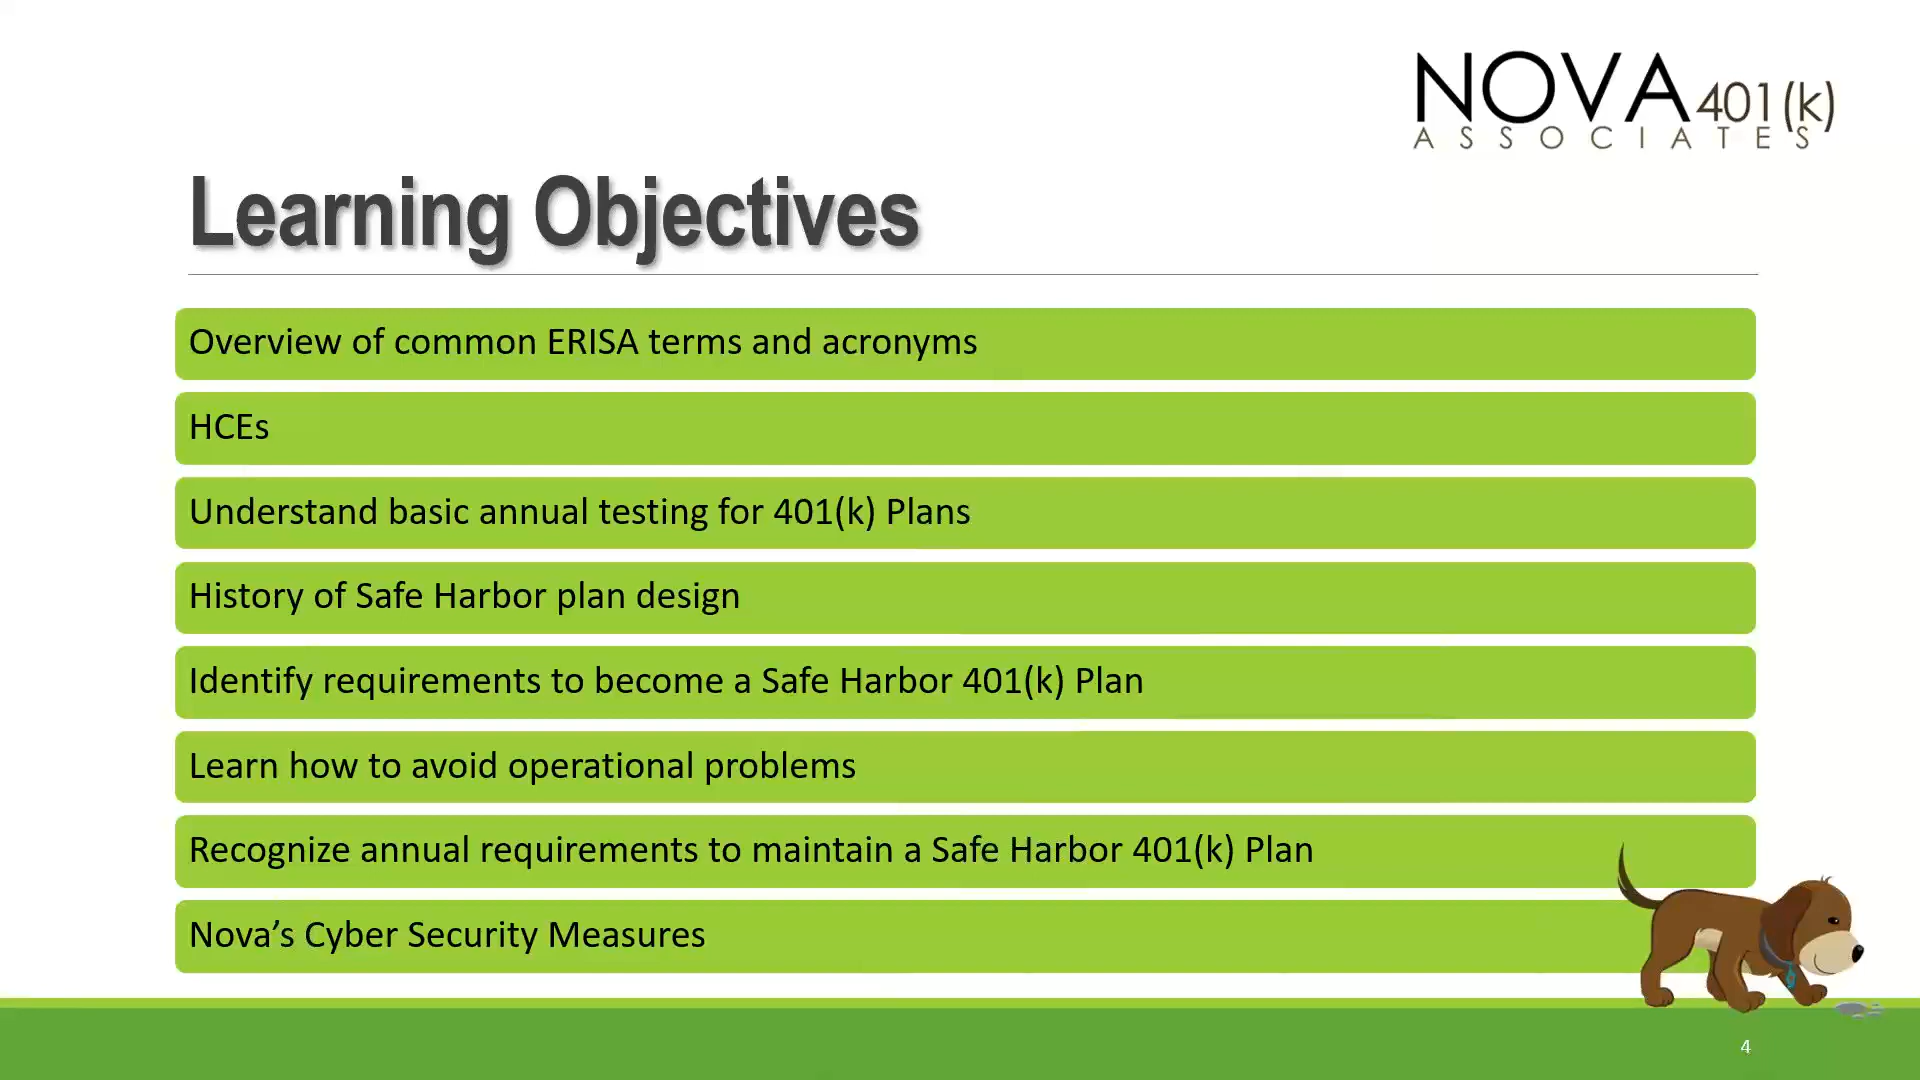 NOVA 401(k)
ASSOCIATES
Learning Objectives
Overview of common ERISA terms and acronyms
HCEs
Understand basic annual testing for 401(k) Plans
History of Safe Harbor plan design
Identify requirements to become a Safe Harbor 401(k) Plan
Learn how to avoid operational problems
Recognize annual requirements to maintain a Safe Harbor 401(k) Plan
Nova’s Cyber Security Measures
4